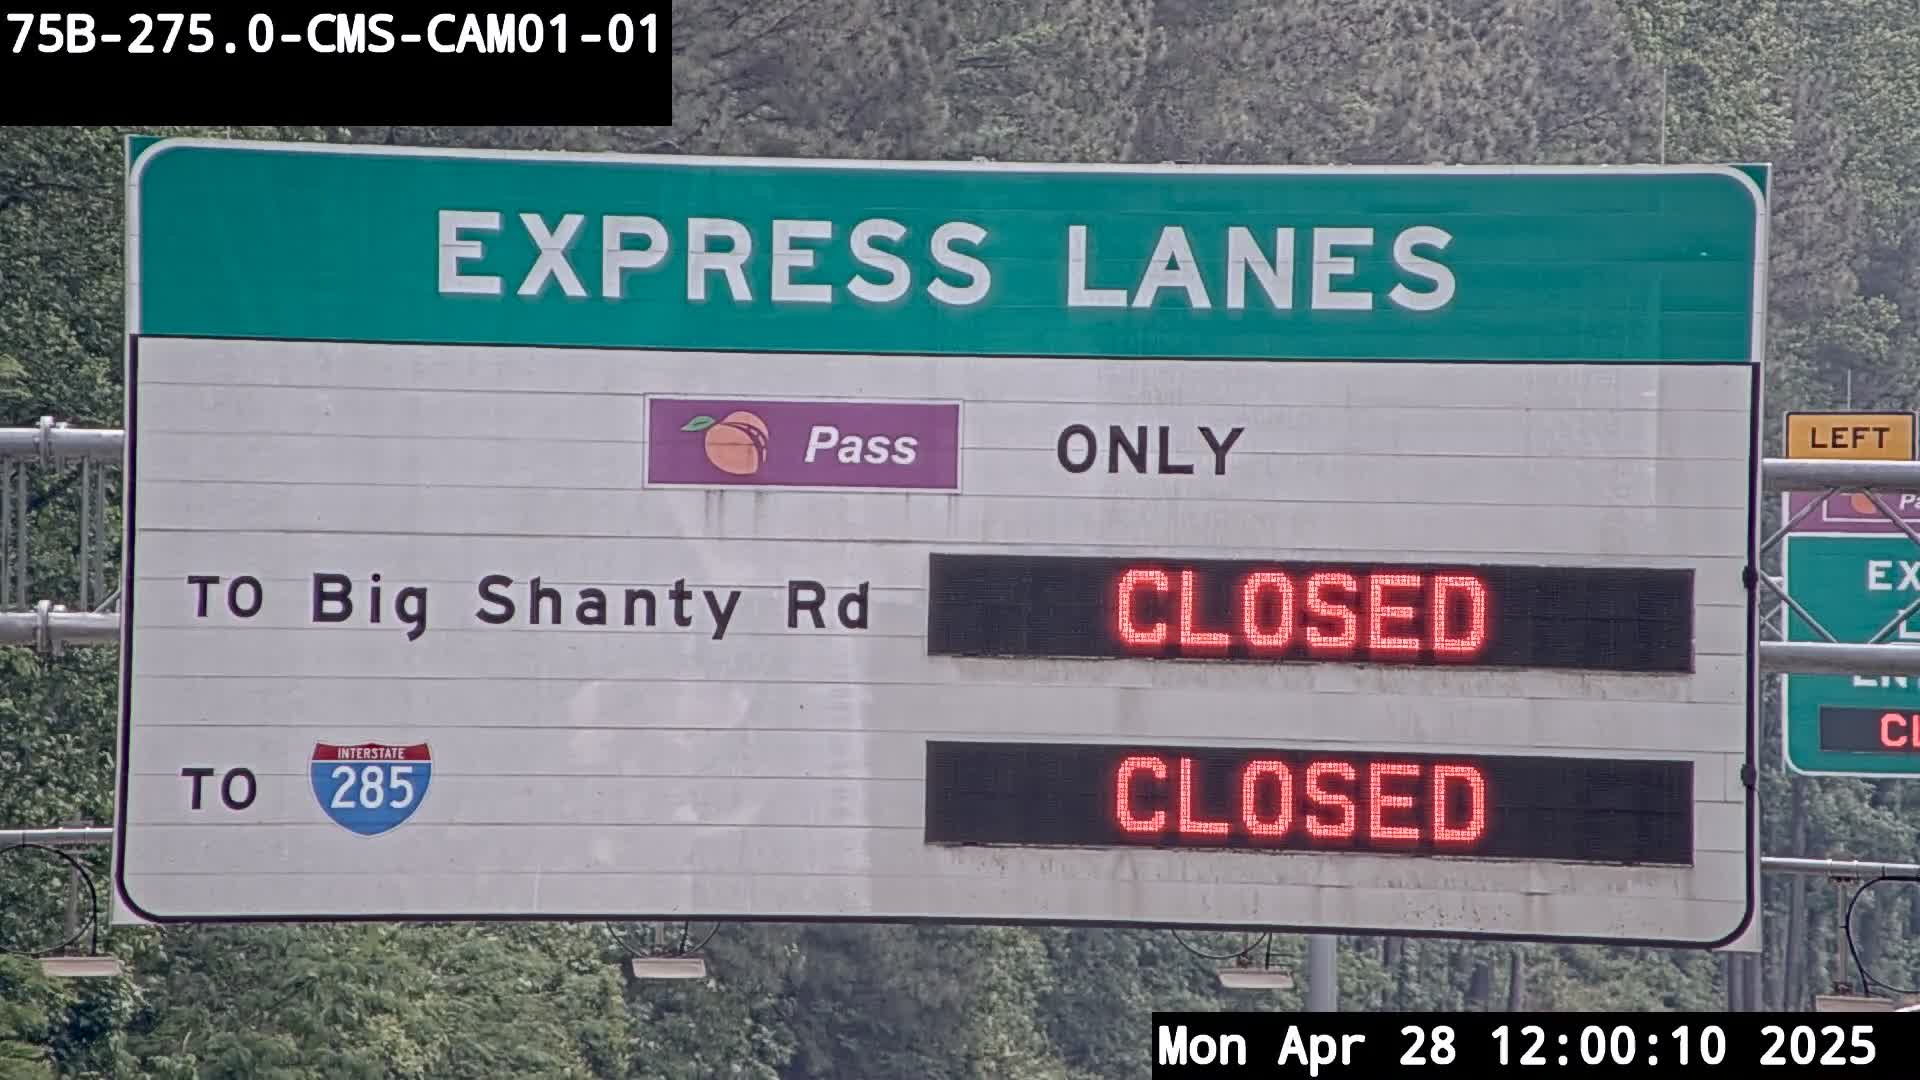 75B-275.0-CMS-CAM01-01
EXPRESS LANES
Pass ONLY
TO Big Shanty Rd CLOSED
TO INTERSTATE 285 CLOSED
LEFT
Mon Apr 28 12:00:10 2025